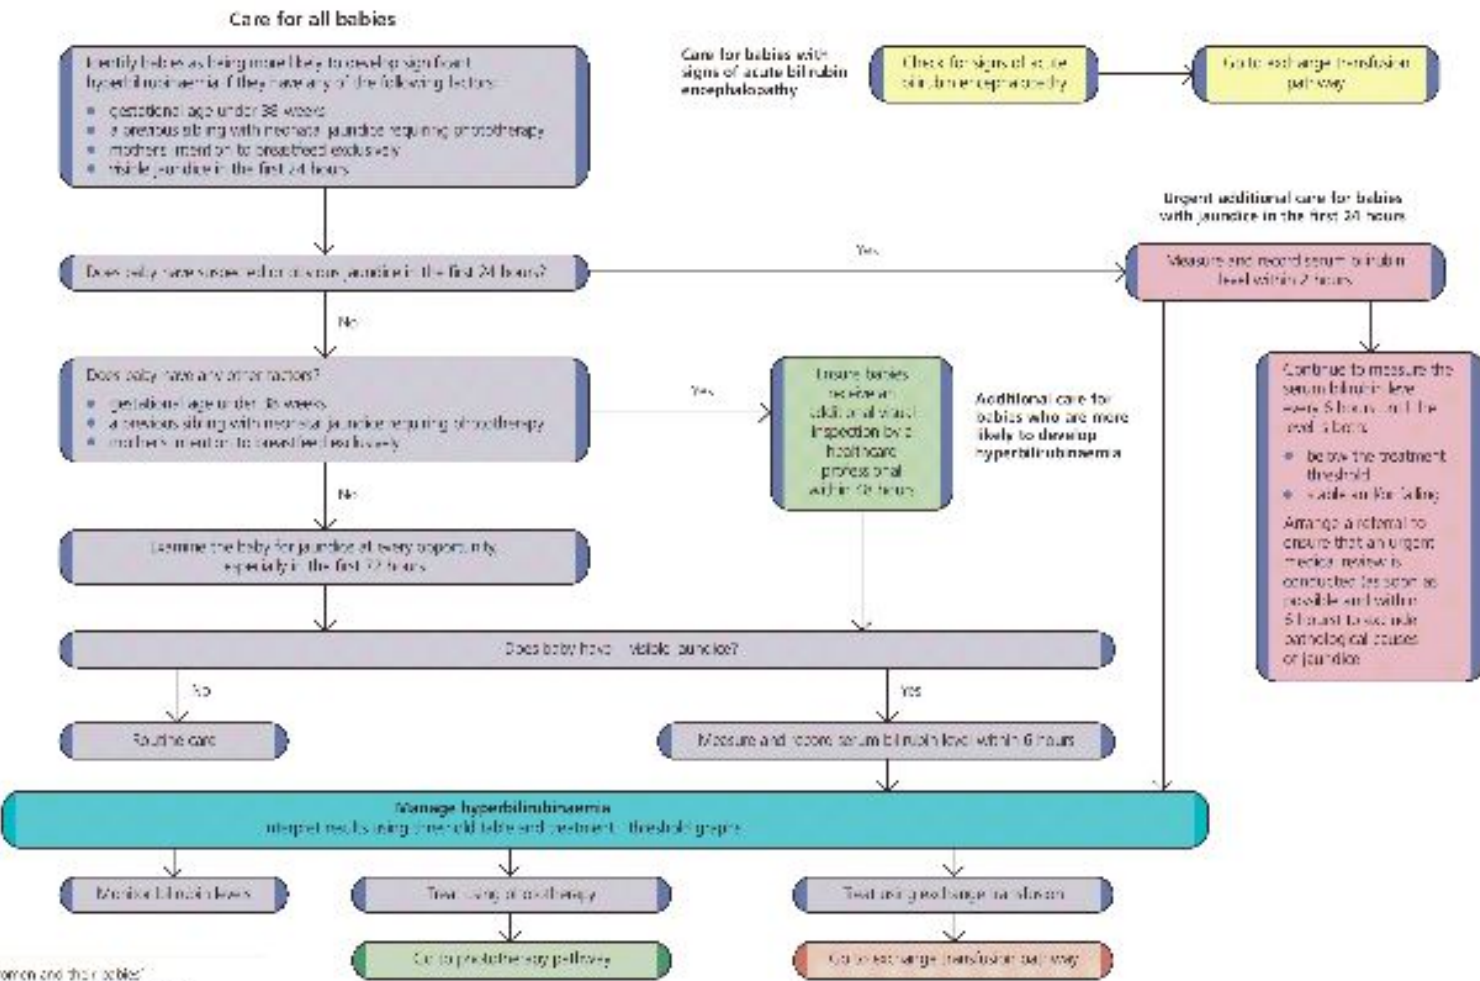 Care for all babies
Identify babies as being more likely to develop significant
hyperbilirubinaemia if they have any of the following factors:
gestational age under 38 weeks
a previous sibling with neonatal jaundice requiring phototherapy
mother's intention to breastfeed exclusively
visible jaundice in the first 24 hours
Care for babies with
signs of acute bilirubin
encephalopathy
Check for signs of acute
bilirubin encephalopathy
Go to exchange transfusion
pathway
Urgent additional care for babies
with jaundice in the first 24 hours
Does baby have suspected or obvious jaundice in the first 24 hours?
Yes
Measure and record serum bilirubin
level within 2 hours
No
Does baby have any other factors?
gestational age under 38 weeks
a previous sibling with neonatal jaundice requiring phototherapy
mother's intention to breastfeed exclusively
Yes
Ensure babies
receive an
additional visual
inspection by a
healthcare
professional
within 48 hours
Additional care for
babies who are more
likely to develop
hyperbilirubinaemia
Continue to measure the
serum bilirubin level
every 6 hours until the
level is both:
below the treatment
threshold
stable and/or falling
Arrange a referral to
ensure that an urgent
medical review is
conducted (as soon as
possible and within
6 hours) to exclude
pathological causes
of jaundice
No
Examine the baby for jaundice at every opportunity,
especially in the first 72 hours
Does baby have visible jaundice?
No
Yes
Routine care
Measure and record serum bilirubin level within 6 hours
Manage hyperbilirubinaemia
Interpret results using threshold table and treatment threshold graphs
Monitor bilirubin levels
Treat using phototherapy
Treat using exchange transfusion
Go to phototherapy pathway
Go to exchange transfusion pathway
women and their babies'